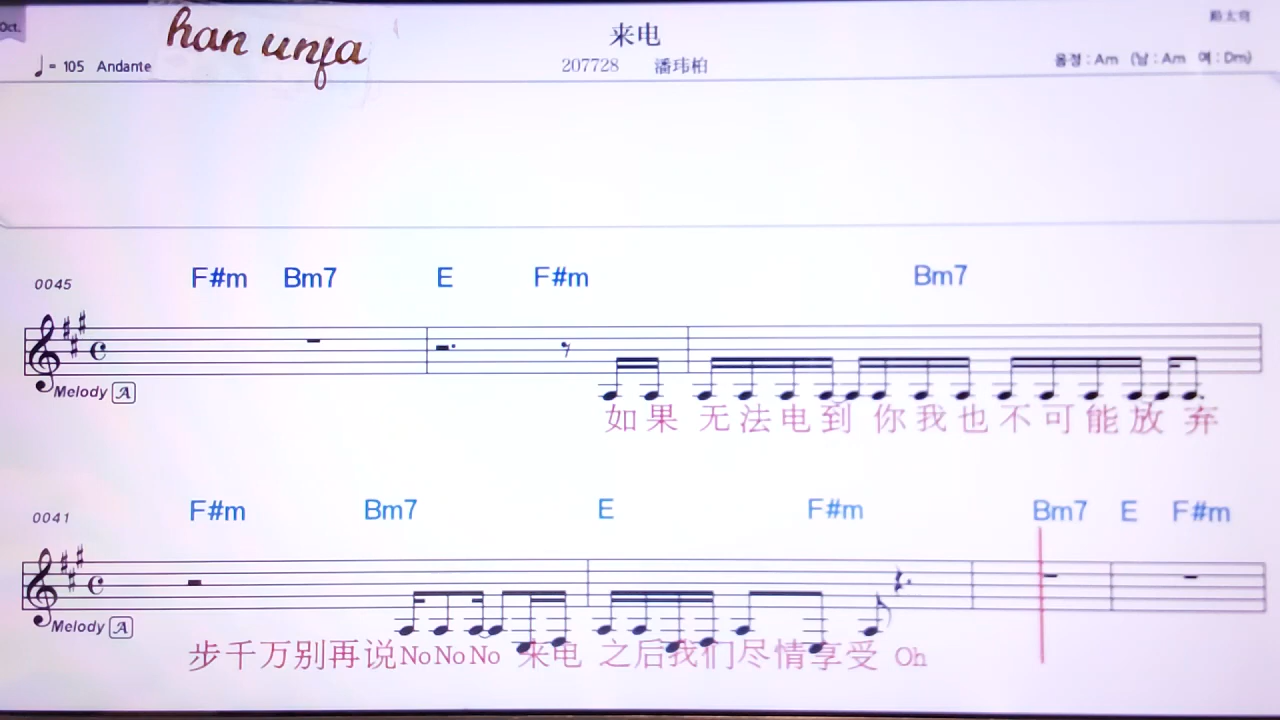 Oct.
han unfa
来电
♩= 105 Andante
207728 潘玮柏
음정 : Am (남 : Am 여 : Dm)
0045
F#m Bm7 E F#m Bm7
Melody A
如果 无法电到 你我也不可能放 弃
0041
F#m Bm7 E F#m Bm7 E F#m
Melody A
步千万别再说NoNoNo 来电 之后我们尽情享受 Oh